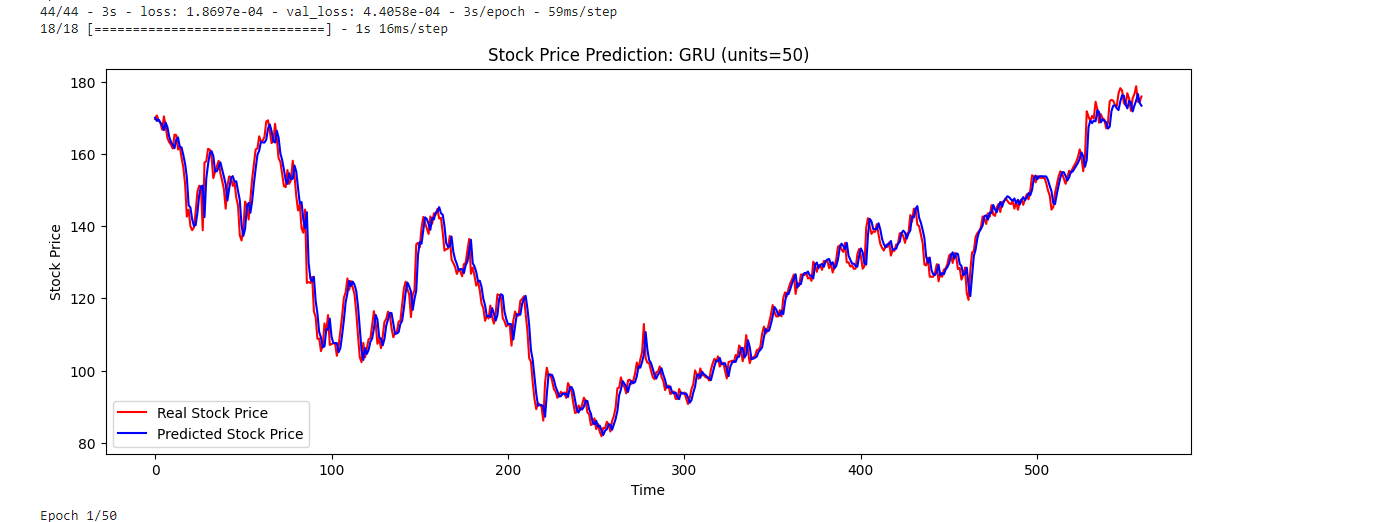 44/44 - 3s - loss: 1.8697e-04 - val_loss: 4.4058e-04 - 3s/epoch - 59ms/step
18/18 [==============================] - 1s 16ms/step
Stock Price Prediction: GRU (units=50)
180
160
140
120
100
80
Stock Price
Real Stock Price
Predicted Stock Price
0 100 200 300 400 500
Time
Epoch 1/50